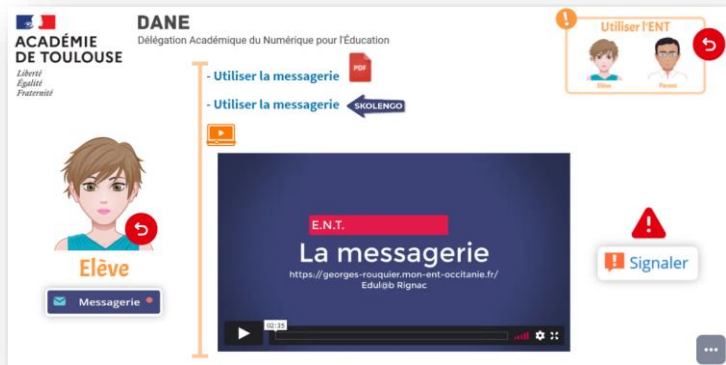 ACADÉMIE
DE TOULOUSE
Liberté
Égalité
Fraternité
DANE
Délégation Académique du Numérique pour l'Éducation
Utiliser l'ENT
Elève
Parent
- Utiliser la messagerie
PDF
- Utiliser la messagerie
SKOLENGO
Elève
Messagerie
E.N.T.
La messagerie
https://georges-rouquier.mon-ent-occitanie.fr/
Edul@b Rignac
02:35
Signaler